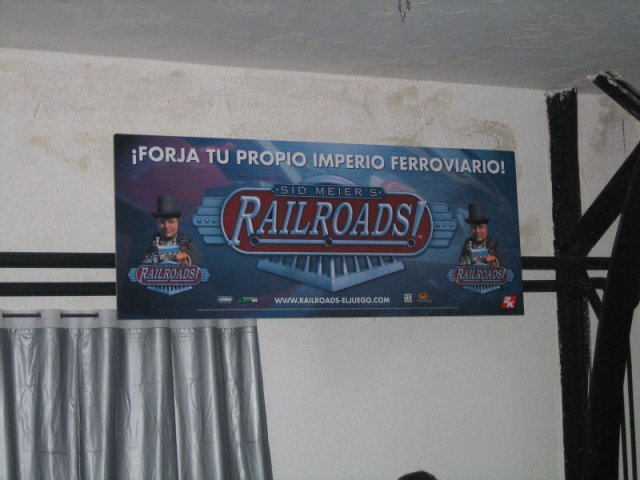 ¡FORJA TU PROPIO IMPERIO FERROVIARIO!
SID MEIER'S
RAILROADS!
RAILROADS!
RAILROADS!
WWW.RAILROADS-ELJUEGO.COM
2K